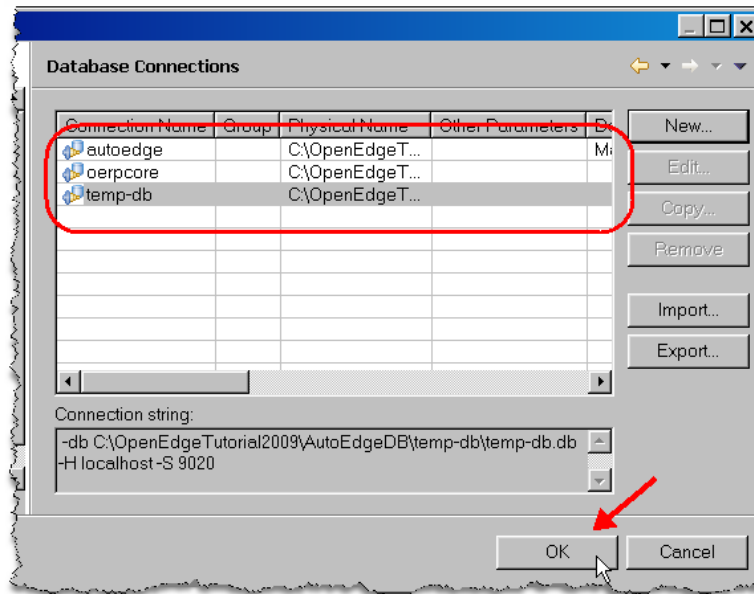 Database Connections
Connection Name Group Physical Name Other Parameters
autoedge C:\OpenEdgeT...
oerpcore C:\OpenEdgeT...
temp-db C:\OpenEdgeT...
New...
Edit...
Copy...
Remove
Import...
Export...
Connection string:
-db C:\OpenEdgeTutorial2009\AutoEdgeDB\temp-db\temp-db.db
-H localhost -S 9020
OK Cancel